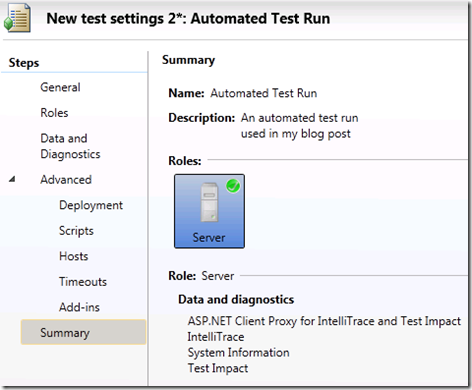 New test settings 2*: Automated Test Run
Steps
General
Roles
Data and
Diagnostics
Advanced
Deployment
Scripts
Hosts
Timeouts
Add-ins
Summary
Summary
Name: Automated Test Run
Description: An automated test run
used in my blog post
Roles:
Server
Role: Server
Data and diagnostics
ASP.NET Client Proxy for IntelliTrace and Test Impact
IntelliTrace
System Information
Test Impact